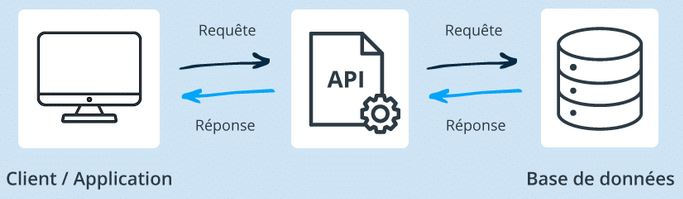 Requête
Requête
API
Réponse
Réponse
Client / Application
Base de données